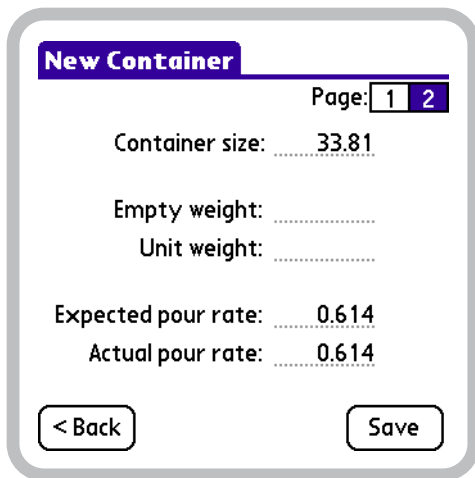 New Container
Page: 1 2
Container size: 33.81
Empty weight:
Unit weight:
Expected pour rate: 0.614
Actual pour rate: 0.614
< Back Save